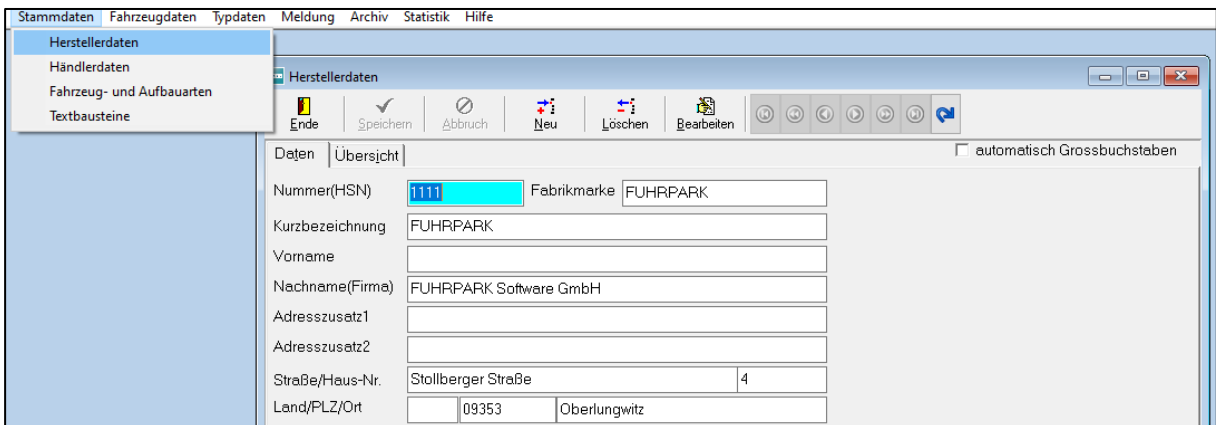 Stammdaten Fahrzeugdaten Typdaten Meldung Archiv Statistik Hilfe
Herstellerdaten
Händlerdaten
Fahrzeug- und Aufbauarten
Textbausteine
Herstellerdaten
Ende Speichern Abbruch Neu Löschen Bearbeiten
Daten Übersicht automatisch Grossbuchstaben
Nummer(HSN) 1111 Fabrikmarke FUHRPARK
Kurzbezeichnung FUHRPARK
Vorname
Nachname(Firma) FUHRPARK Software GmbH
Adresszusatz1
Adresszusatz2
Straße/Haus-Nr. Stollberger Straße 4
Land/PLZ/Ort 09353 Oberlungwitz